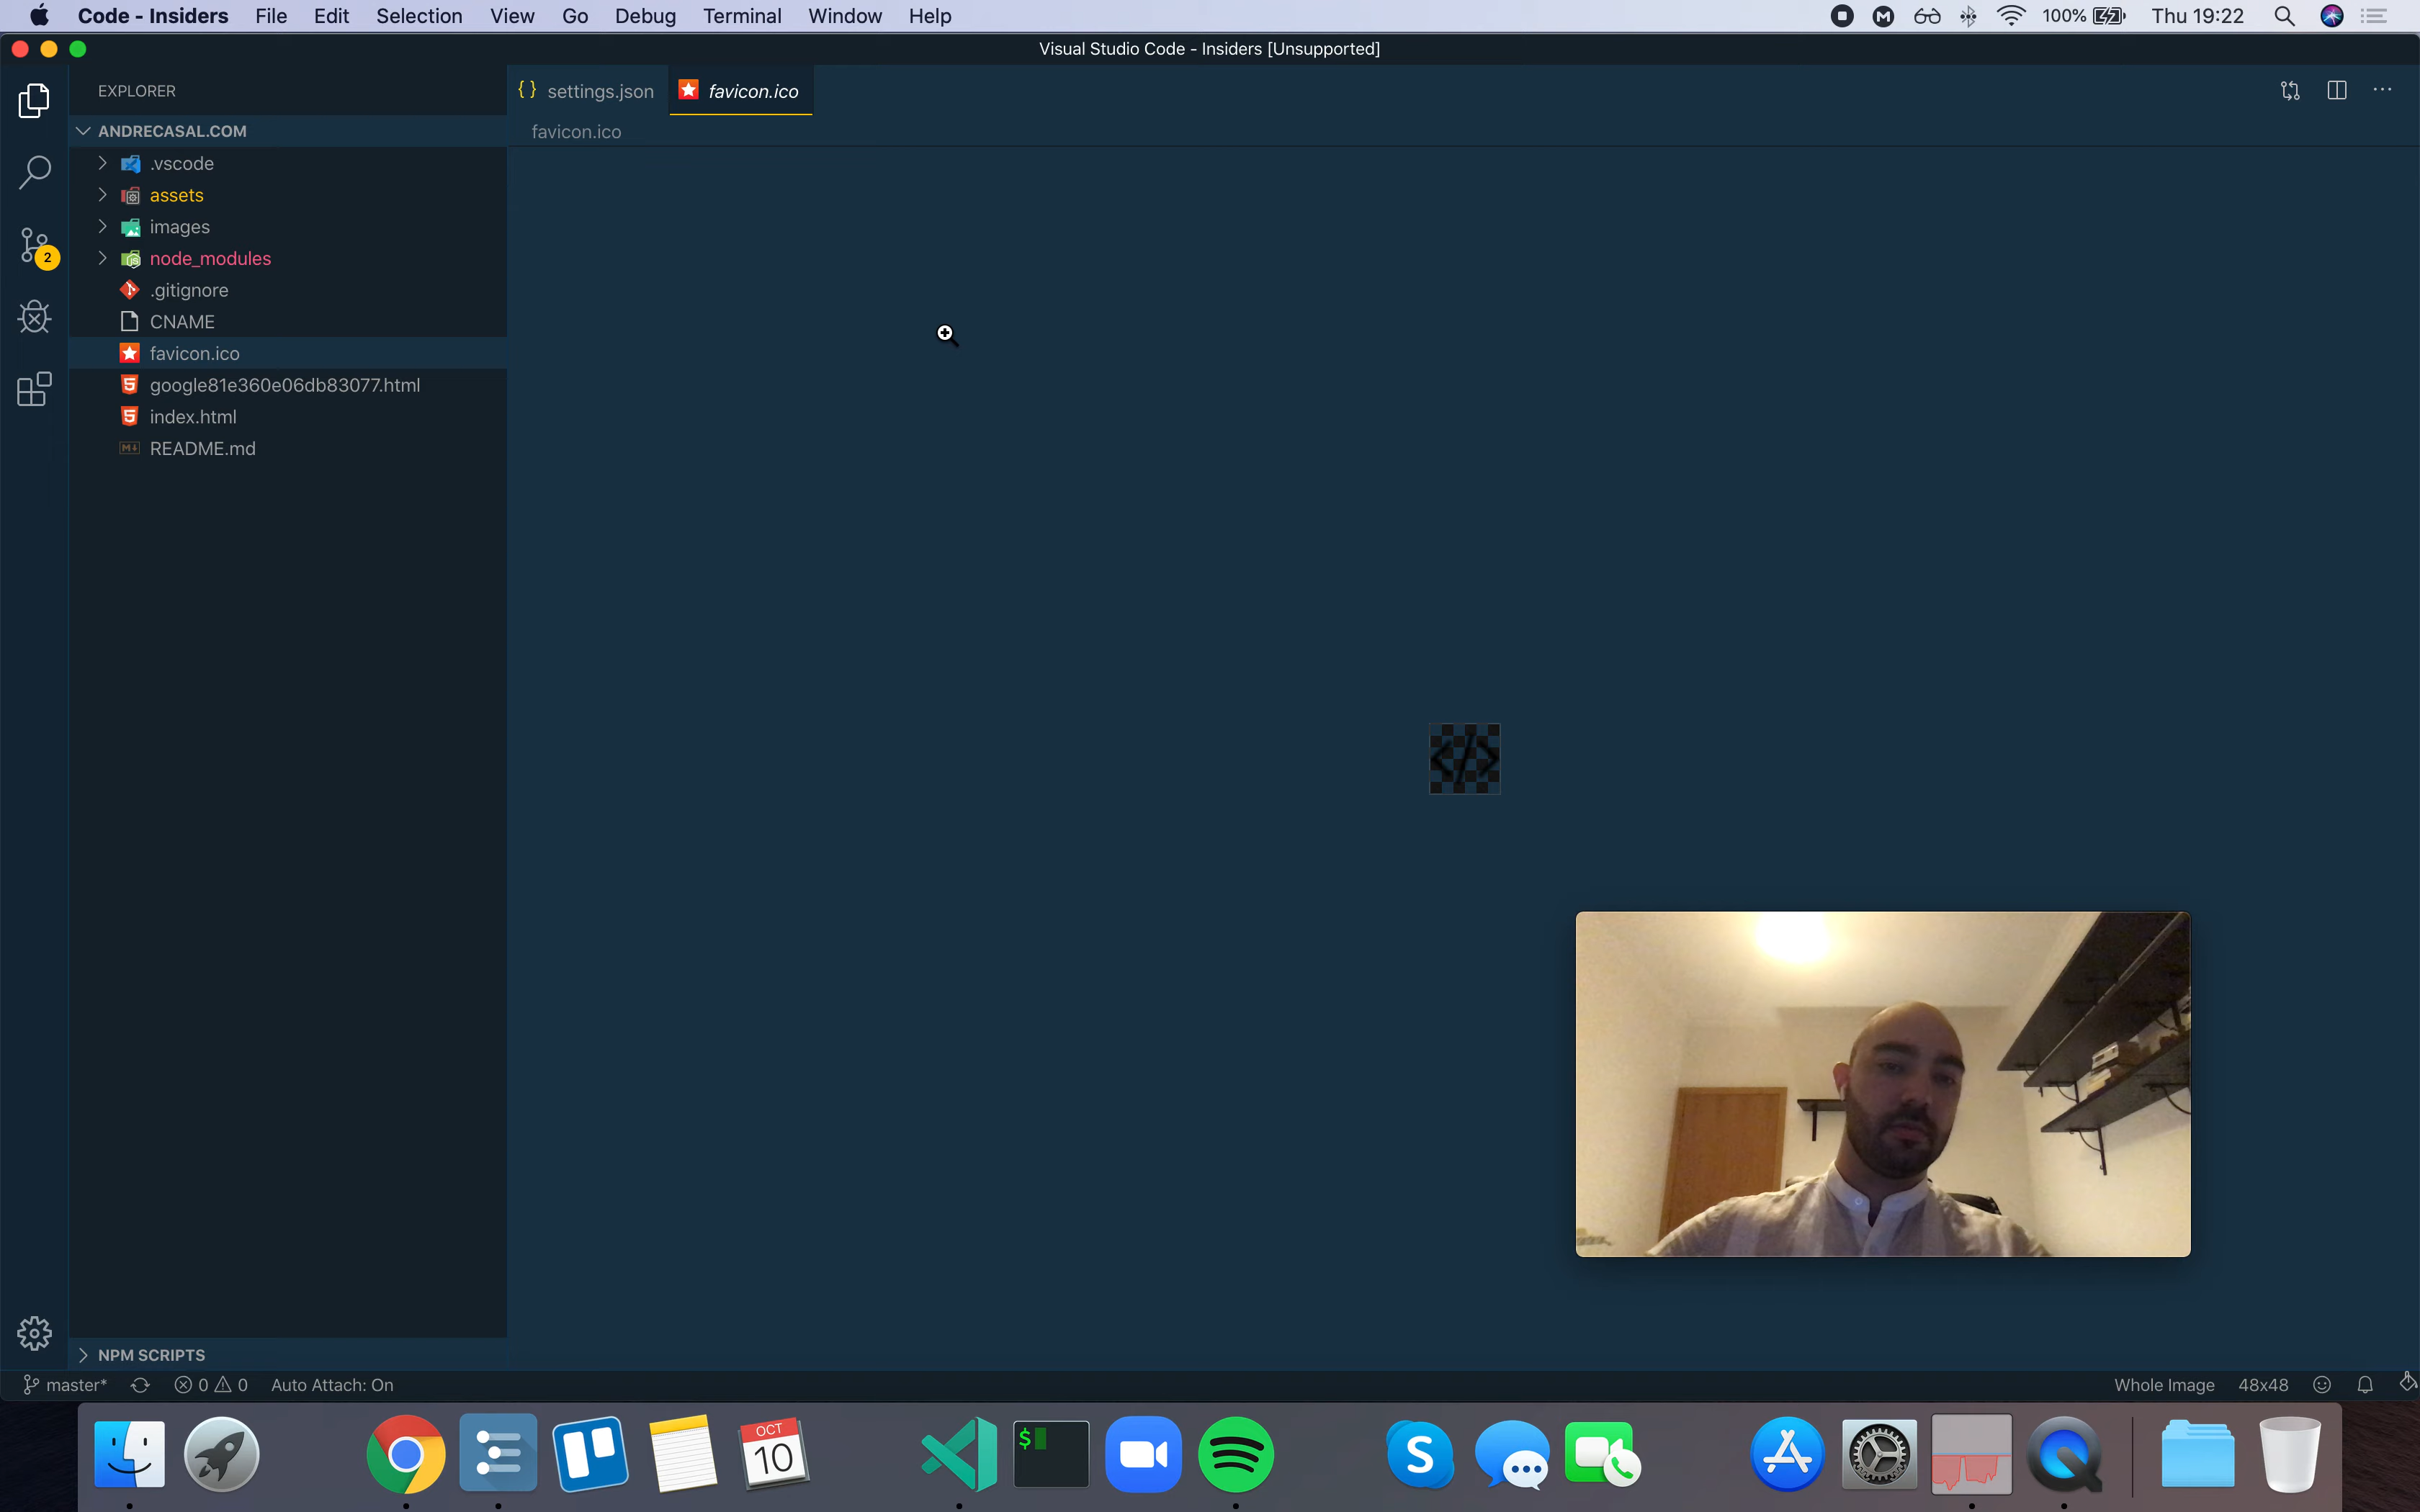 Code - Insiders File Edit Selection View Go Debug Terminal Window Help 100% Thu 19:22
Visual Studio Code - Insiders [Unsupported]
EXPLORER
{ } settings.json favicon.ico
ANDRECASAL.COM
favicon.ico
.vscode
assets
images
node_modules
2
.gitignore
CNAME
favicon.ico
google81e360e06db83077.html
index.html
M README.md
</>
NPM SCRIPTS
master* 0 0 Auto Attach: On Whole Image 48x48
OCT
10
$
S